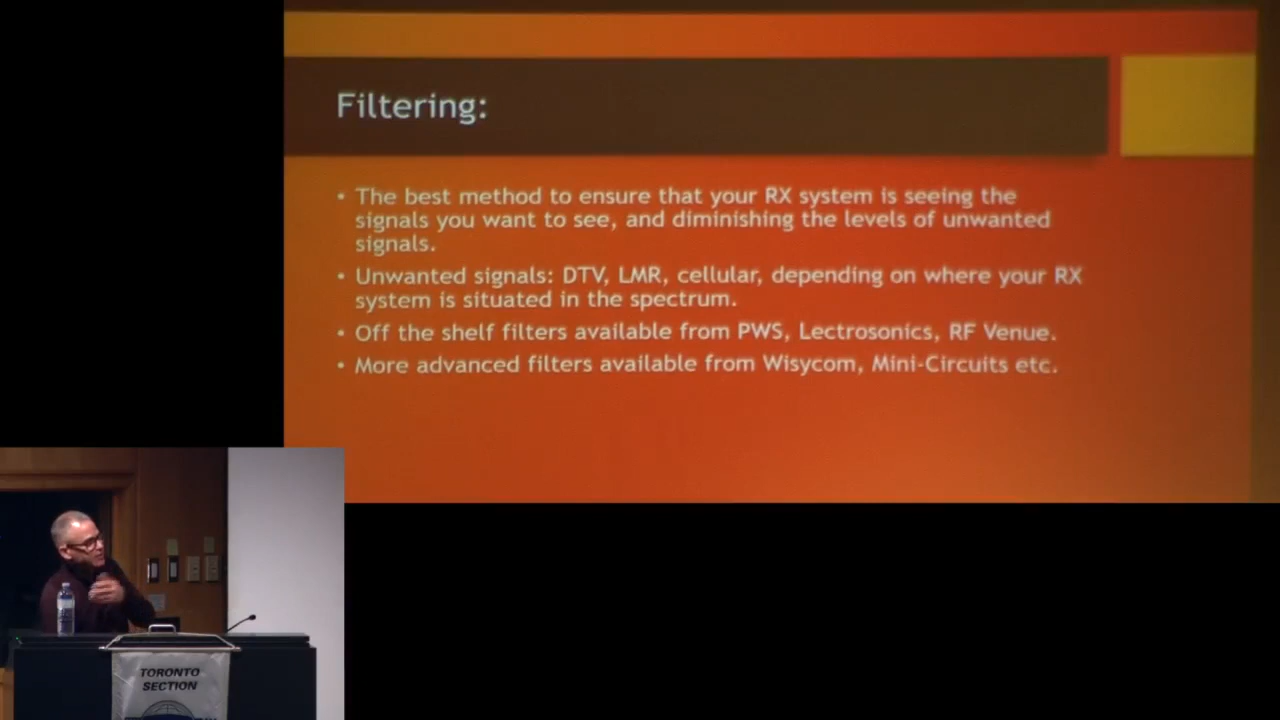 Filtering:
• The best method to ensure that your RX system is seeing the
signals you want to see, and diminishing the levels of unwanted
signals.
• Unwanted signals: DTV, LMR, cellular, depending on where your RX
system is situated in the spectrum.
• Off the shelf filters available from PWS, Lectrosonics, RF Venue.
• More advanced filters available from Wisycom, Mini-Circuits etc.
TORONTO
SECTION